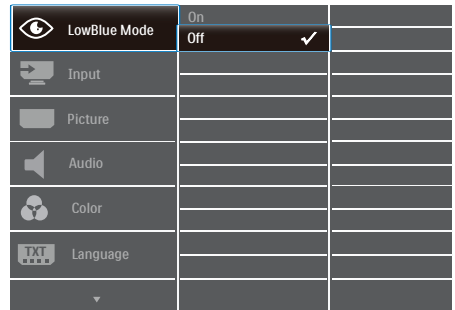 LowBlue Mode
On
Off
Input
Picture
Audio
Color
TXT
Language